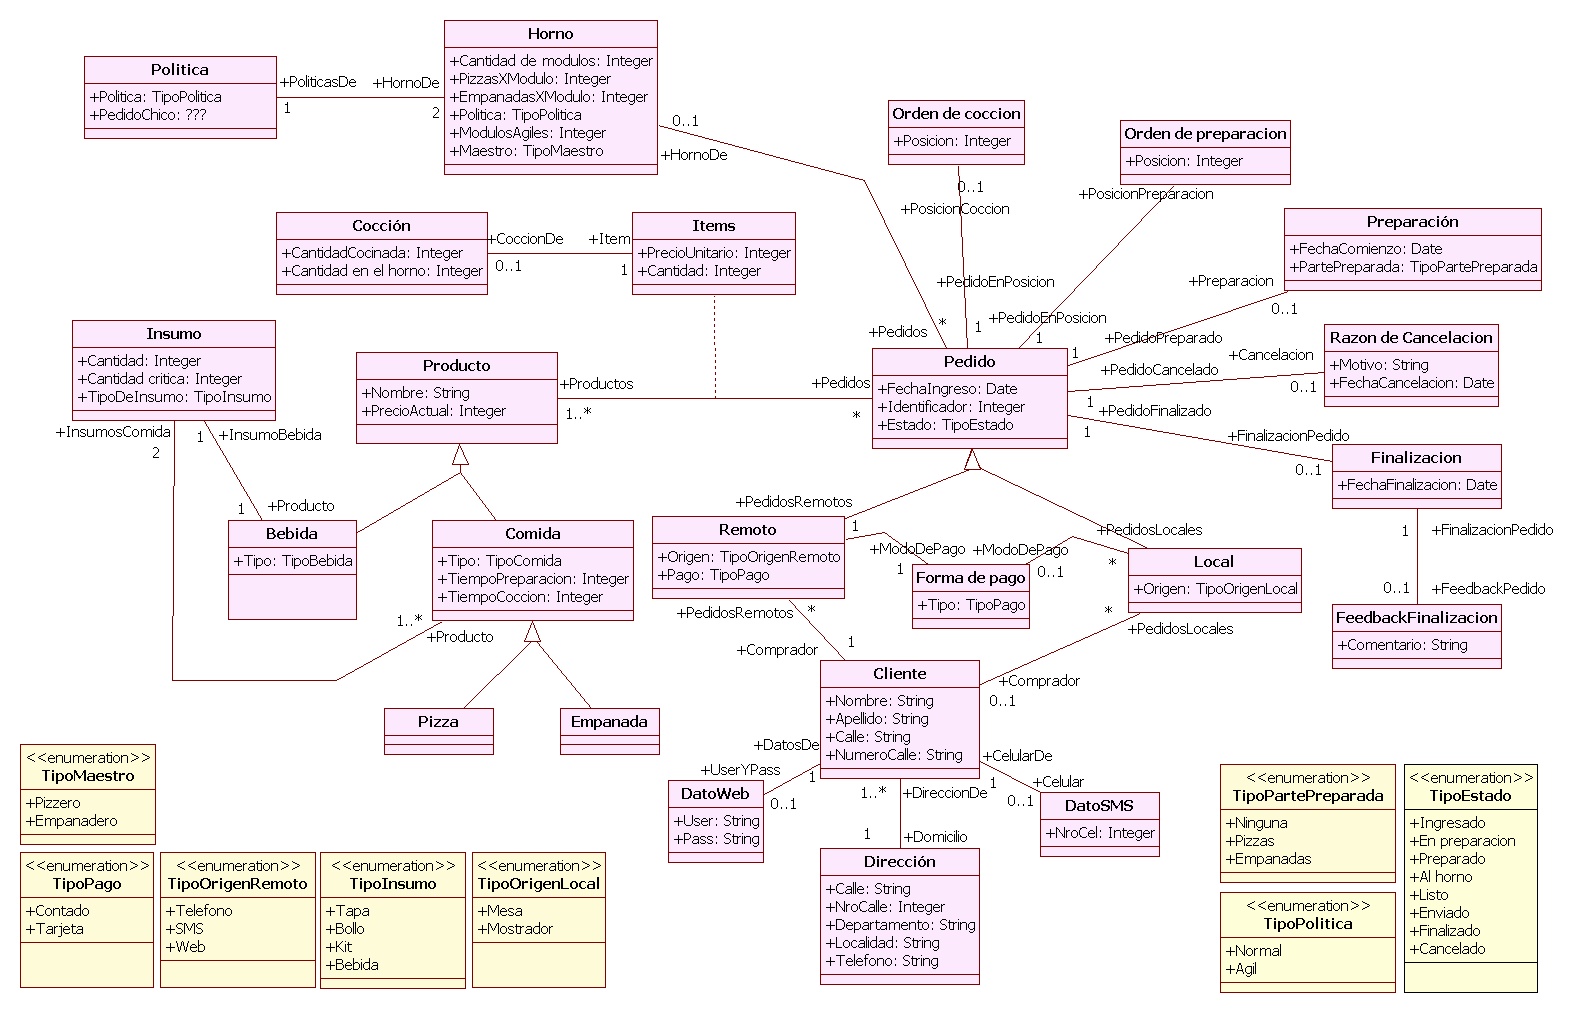 Politica
+Politica: TipoPolitica
+PedidoChico: ???
+PoliticasDe
1
+HornoDe
2
Horno
+Cantidad de modulos: Integer
+PizzasXModulo: Integer
+EmpanadasXModulo: Integer
+Politica: TipoPolitica
+ModulosAgiles: Integer
+Maestro: TipoMaestro
0..1
+HornoDe
*
+Pedidos
Orden de coccion
+Posicion: Integer
0..1
+PosicionCoccion
+PedidoEnPosicion
1
Orden de preparacion
+Posicion: Integer
+PosicionPreparacion
+PedidoEnPosicion
1
Preparación
+FechaComienzo: Date
+PartePreparada: TipoPartePreparada
+Preparacion
0..1
+PedidoPreparado
1
Cocción
+CantidadCocinada: Integer
+Cantidad en el horno: Integer
+CoccionDe
0..1
+Item
1
Items
+PrecioUnitario: Integer
+Cantidad: Integer
Razon de Cancelacion
+Motivo: String
+FechaCancelacion: Date
+Cancelacion
0..1
+PedidoCancelado
1
Insumo
+Cantidad: Integer
+Cantidad critica: Integer
+TipoDeInsumo: TipoInsumo
+InsumosComida
2
1
+InsumoBebida
Producto
+Nombre: String
+PrecioActual: Integer
+Productos
1..*
+Pedidos
*
Pedido
+FechaIngreso: Date
+Identificador: Integer
+Estado: TipoEstado
+PedidoFinalizado
1
+FinalizacionPedido
0..1
Finalizacion
+FechaFinalizacion: Date
1
+FinalizacionPedido
0..1
+FeedbackPedido
FeedbackFinalizacion
+Comentario: String
+Producto
1
Bebida
+Tipo: TipoBebida
Comida
+Tipo: TipoComida
+TiempoPreparacion: Integer
+TiempoCoccion: Integer
1..*
+Producto
Pizza
Empanada
+PedidosRemotos
1
Remoto
+Origen: TipoOrigenRemoto
+Pago: TipoPago
+ModoDePago
1
+ModoDePago
0..1
Forma de pago
+Tipo: TipoPago
+PedidosLocales
*
Local
+Origen: TipoOrigenLocal
*
+PedidosLocales
+PedidosRemotos
*
+Comprador
1
+Comprador
0..1
Cliente
+Nombre: String
+Apellido: String
+Calle: String
+NumeroCalle: String
+DatosDe
1
+UserYPass
0..1
DatoWeb
+User: String
+Pass: String
+CelularDe
1
+Celular
0..1
DatoSMS
+NroCel: Integer
+DireccionDe
1..*
1
+Domicilio
Dirección
+Calle: String
+NroCalle: Integer
+Departamento: String
+Localidad: String
+Telefono: String
<<enumeration>>
TipoMaestro
+Pizzero
+Empanadero
<<enumeration>>
TipoPago
+Contado
+Tarjeta
<<enumeration>>
TipoOrigenRemoto
+Telefono
+SMS
+Web
<<enumeration>>
TipoInsumo
+Tapa
+Bollo
+Kit
+Bebida
<<enumeration>>
TipoOrigenLocal
+Mesa
+Mostrador
<<enumeration>>
TipoPartePreparada
+Ninguna
+Pizzas
+Empanadas
<<enumeration>>
TipoPolitica
+Normal
+Agil
<<enumeration>>
TipoEstado
+Ingresado
+En preparacion
+Preparado
+Al horno
+Listo
+Enviado
+Finalizado
+Cancelado